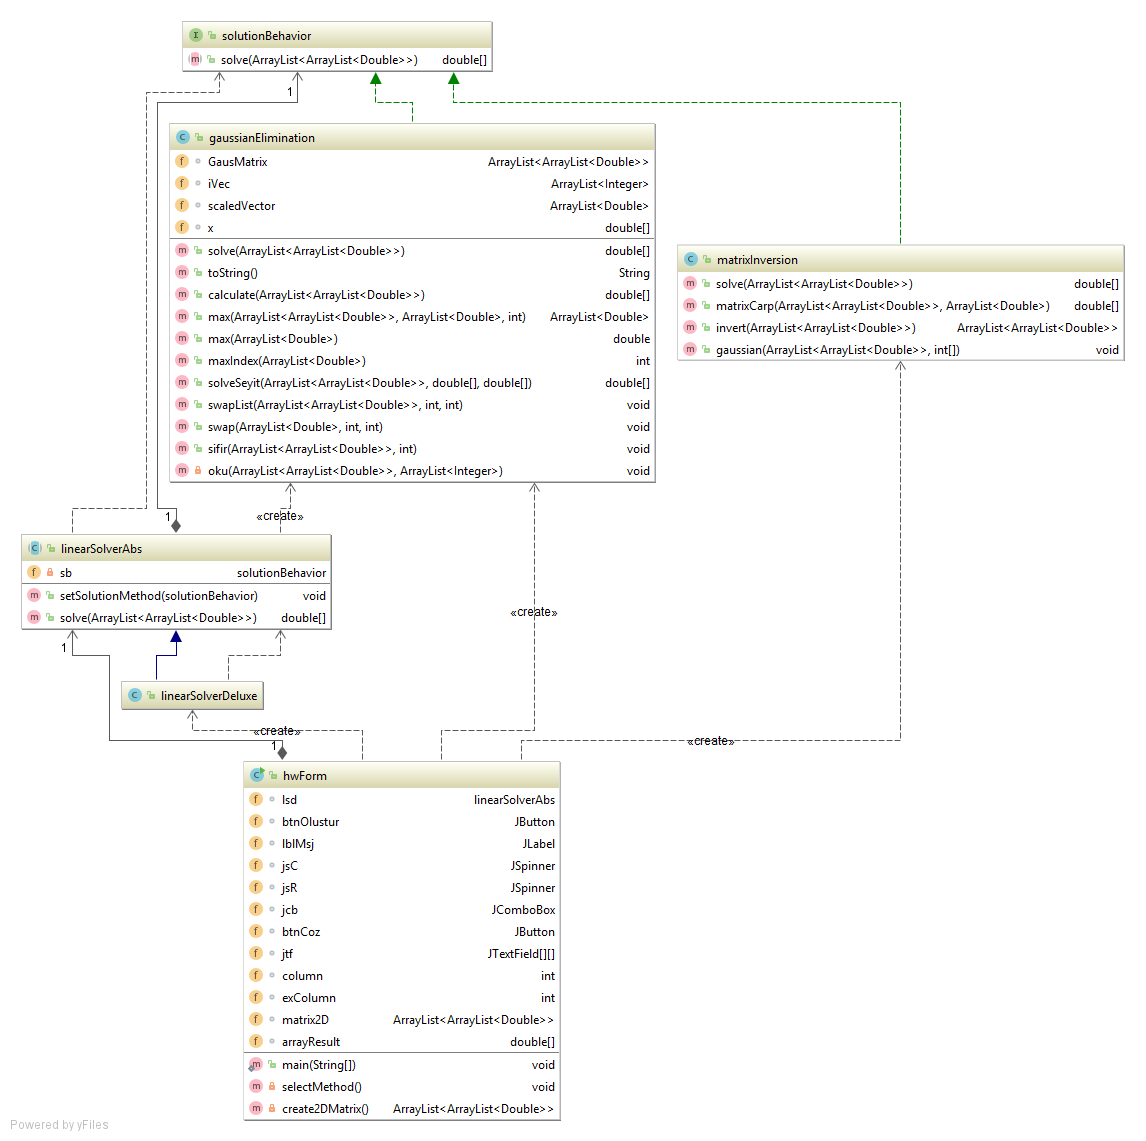 solutionBehavior
solve(ArrayList<ArrayList<Double>>) double[]
1
gaussianElimination
GausMatrix ArrayList<ArrayList<Double>>
iVec ArrayList<Integer>
scaledVector ArrayList<Double>
x double[]
solve(ArrayList<ArrayList<Double>>) double[]
toString() String
calculate(ArrayList<ArrayList<Double>>) double[]
max(ArrayList<ArrayList<Double>>, ArrayList<Double>, int) ArrayList<Double>
max(ArrayList<Double>) double
maxIndex(ArrayList<Double>) int
solveSeyit(ArrayList<ArrayList<Double>>, double[], double[]) double[]
swapList(ArrayList<ArrayList<Double>>, int, int) void
swap(ArrayList<Double>, int, int) void
sifir(ArrayList<ArrayList<Double>>, int) void
oku(ArrayList<ArrayList<Double>>, ArrayList<Integer>) void
matrixInversion
solve(ArrayList<ArrayList<Double>>) double[]
matrixCarp(ArrayList<ArrayList<Double>>, ArrayList<Double>) double[]
invert(ArrayList<ArrayList<Double>>) ArrayList<ArrayList<Double>>
gaussian(ArrayList<ArrayList<Double>>, int[]) void
1
«create»
linearSolverAbs
sb solutionBehavior
setSolutionMethod(solutionBehavior) void
solve(ArrayList<ArrayList<Double>>) double[]
«create»
1
linearSolverDeluxe
«create»
1
«create»
hwForm
lsd linearSolverAbs
btnOlustur JButton
lblMsj JLabel
jsC JSpinner
jsR JSpinner
jcb JComboBox
btnCoz JButton
jtf JTextField[][]
column int
exColumn int
matrix2D ArrayList<ArrayList<Double>>
arrayResult double[]
main(String[]) void
selectMethod() void
create2DMatrix() ArrayList<ArrayList<Double>>
Powered by yFiles